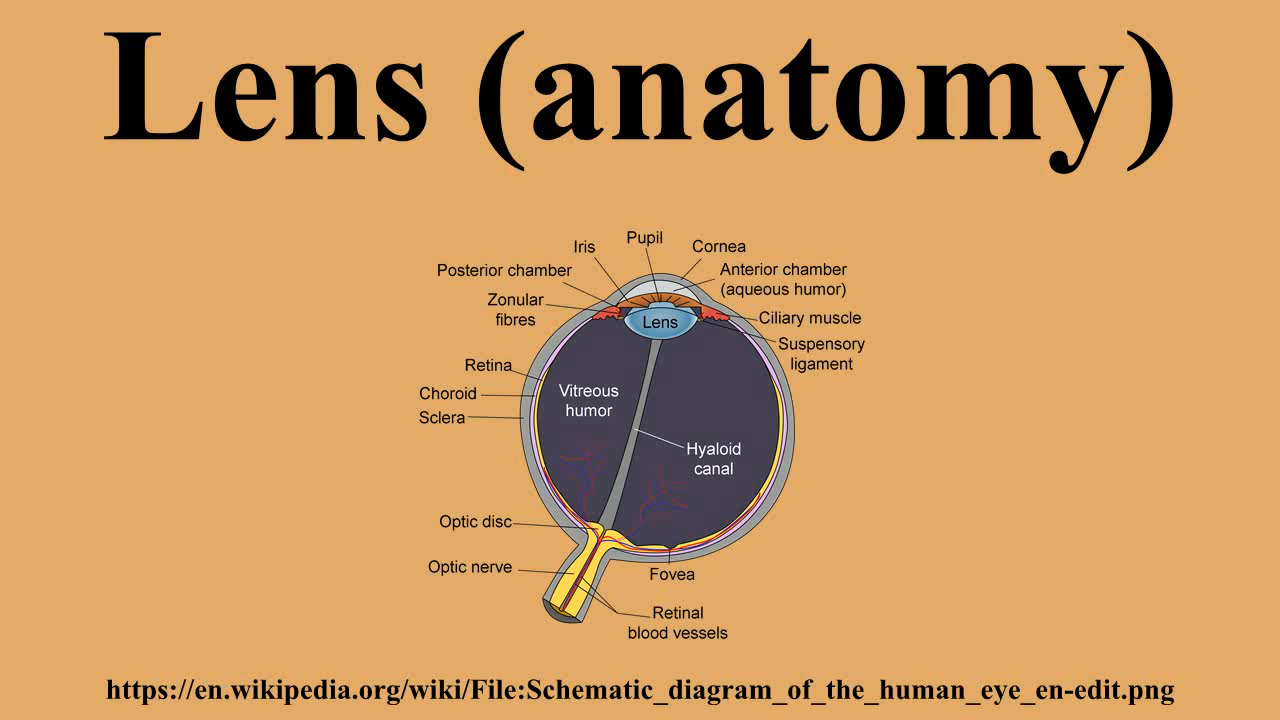 Lens (anatomy)
Pupil
Iris
Cornea
Posterior chamber
Anterior chamber
(aqueous humor)
Zonular
fibres
Lens
Ciliary muscle
Suspensory
ligament
Retina
Choroid
Sclera
Vitreous
humor
Hyaloid
canal
Optic disc
Optic nerve
Fovea
Retinal
blood vessels
https://en.wikipedia.org/wiki/File:Schematic_diagram_of_the_human_eye_en-edit.png